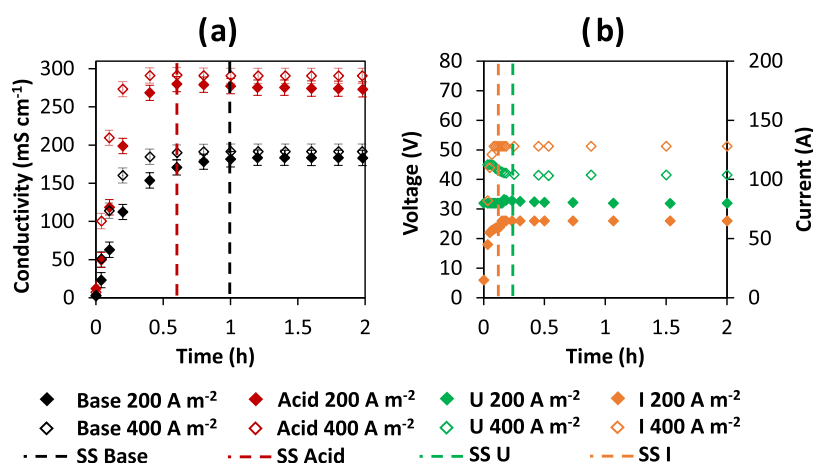 (a)
(b)
Conductivity (mS cm⁻¹)
300
250
200
150
100
50
0
0 0.5 1 1.5 2
Time (h)
Voltage (V)
80
70
60
50
40
30
20
10
0
Current (A)
200
150
100
50
0
0 0.5 1 1.5 2
Time (h)
Base 200 A m⁻² Acid 200 A m⁻² U 200 A m⁻² I 200 A m⁻²
Base 400 A m⁻² Acid 400 A m⁻² U 400 A m⁻² I 400 A m⁻²
SS Base SS Acid SS U SS I